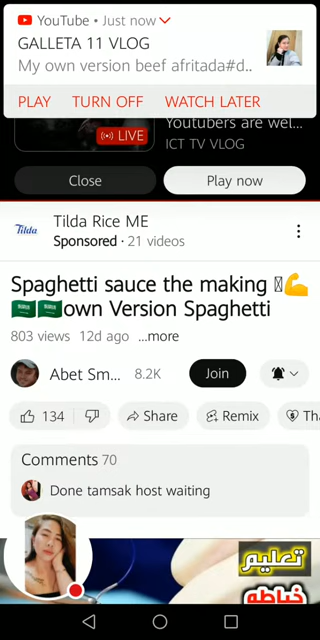 YouTube • Just now
GALLETA 11 VLOG
My own version beef afritada#d..
PLAY TURN OFF WATCH LATER
LIVE
Youtubers are wel...
ICT TV VLOG
Close
Play now
Tilda
Tilda Rice ME
Sponsored · 21 videos
Spaghetti sauce the making 💪
🇸🇦🇸🇦own Version Spaghetti
803 views 12d ago ...more
Abet Sm... 8.2K Join
134 Share Remix Tha
Comments 70
Done tamsak host waiting
تعليم
خياطه